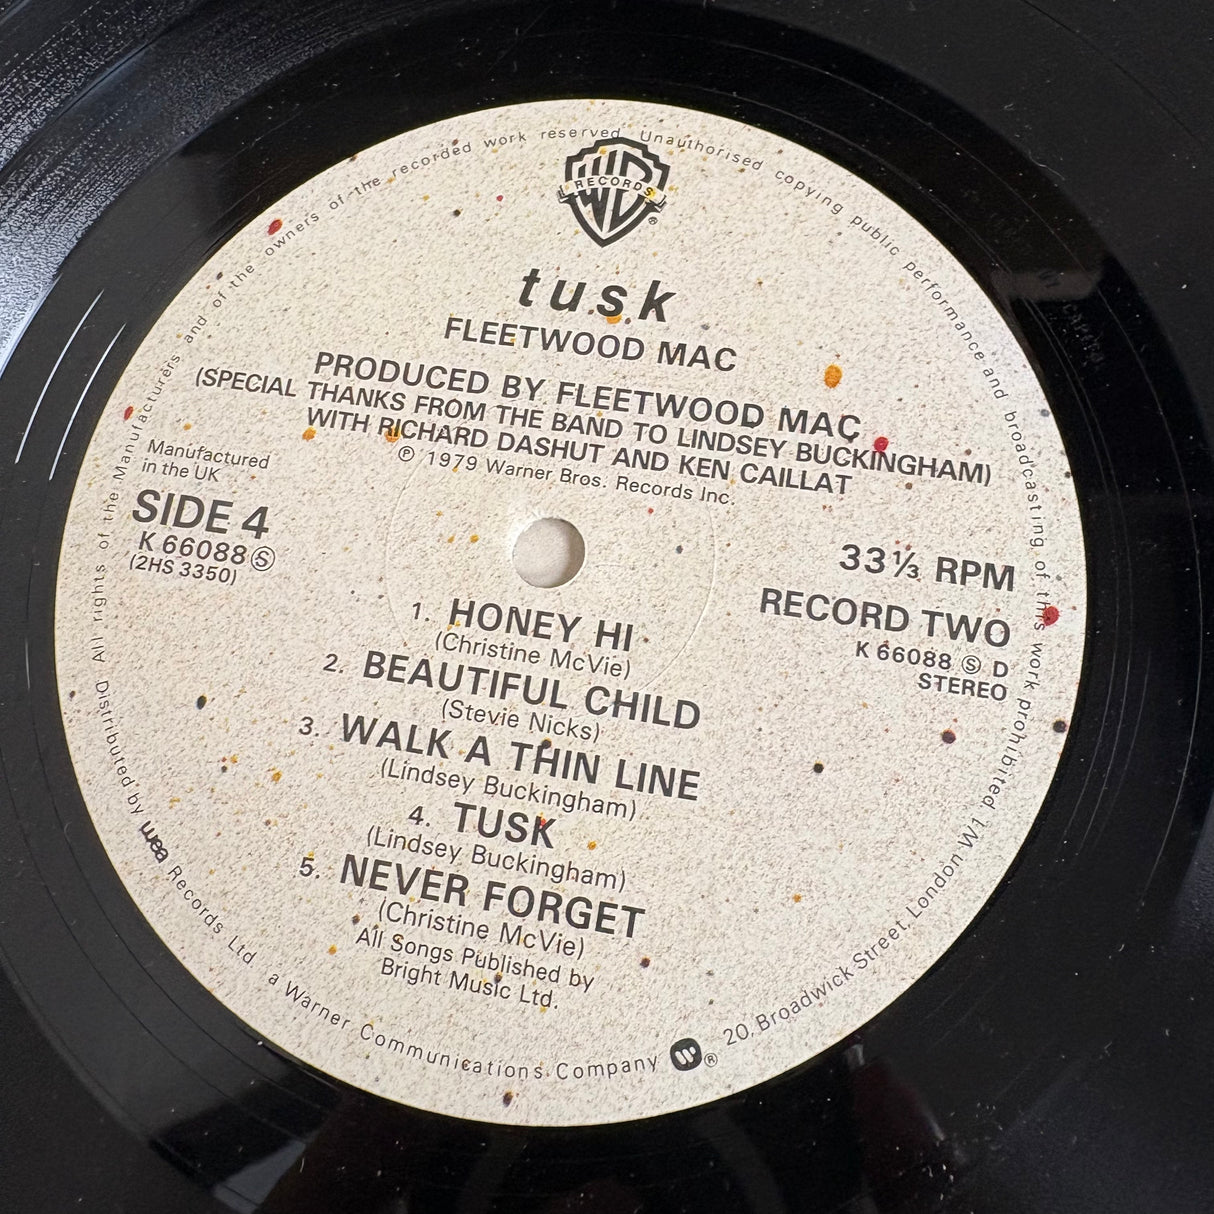 RECORDS
®
t.u.s.k
FLEETWOOD MAC
PRODUCED BY FLEETWOOD MAC
(SPECIAL THANKS FROM THE BAND TO LINDSEY BUCKINGHAM)
WITH RICHARD DASHUT AND KEN CAILLAT
℗ 1979 Warner Bros. Records Inc.
Manufactured
in the UK
SIDE 4
K 66088 Ⓢ
(2HS 3350)
33⅓ RPM
RECORD TWO
K 66088 Ⓢ D
STEREO
1. HONEY HI
(Christine McVie)
2. BEAUTIFUL CHILD
(Stevie Nicks)
3. WALK A THIN LINE
(Lindsey Buckingham)
4. TUSK
(Lindsey Buckingham)
5. NEVER FORGET
(Christine McVie)
All Songs Published by
Bright Music Ltd.
All rights of the Manufacturers and of the owners of the recorded work reserved. Unauthorised copying public performance and broadcasting of this work prohibited.
Distributed by wea Records Ltd. a Warner Communications Company ® 20, Broadwick Street, London W1